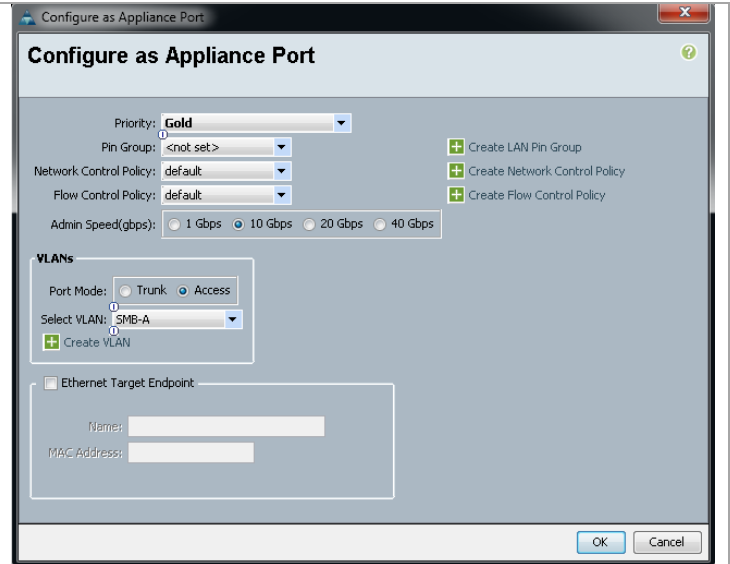 Configure as Appliance Port
Configure as Appliance Port
Priority: Gold
Pin Group: <not set> Create LAN Pin Group
Network Control Policy: default Create Network Control Policy
Flow Control Policy: default Create Flow Control Policy
Admin Speed(gbps): 1 Gbps 10 Gbps 20 Gbps 40 Gbps
VLANs
Port Mode: Trunk Access
Select VLAN: SMB-A
Create VLAN
Ethernet Target Endpoint
Name:
MAC Address:
OK Cancel